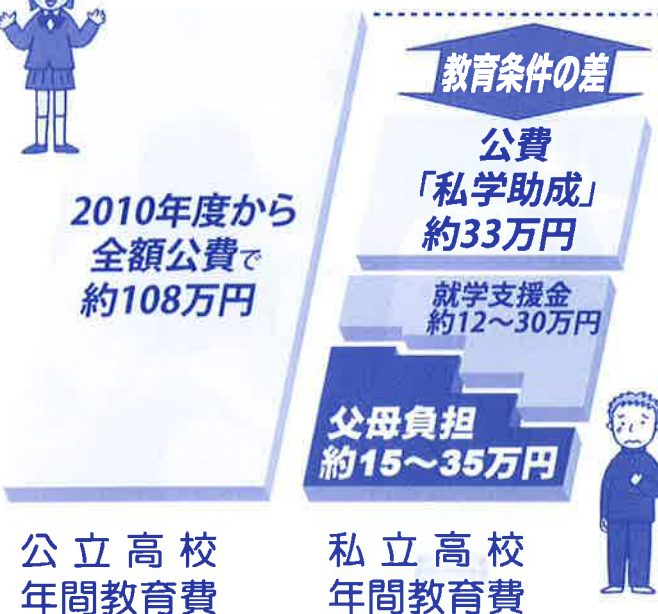 2010年度から
全額公費で
約108万円
公立高校
年間教育費
教育条件の差
公費
「私学助成」
約33万円
就学支援金
約12～30万円
父母負担
約15～35万円
私立高校
年間教育費